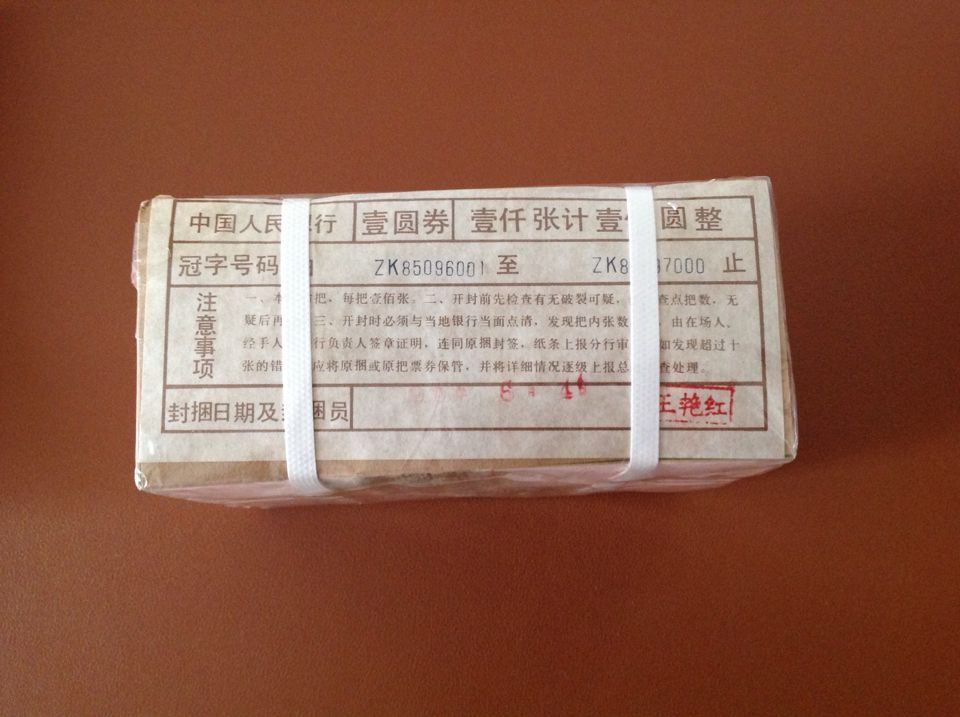 中国人民 行 壹圆券 壹仟张计壹 圆整
冠字号码 ZK85096001 至 ZK8 97000 止
注意事项
一、本 把，每把壹佰张。二、开封前先检查有无破裂可疑， 查点把数，无
疑后再 三、开封时必须与当地银行当面点清，发现把内张数 ，由在场人、
经手人 行负责人签章证明，连同原捆封签，纸条上报分行审 如发现超过十
张的错 应将原捆或原把票券保管，并将详细情况逐级上报总 查处理。
封捆日期及 捆员
王艳红